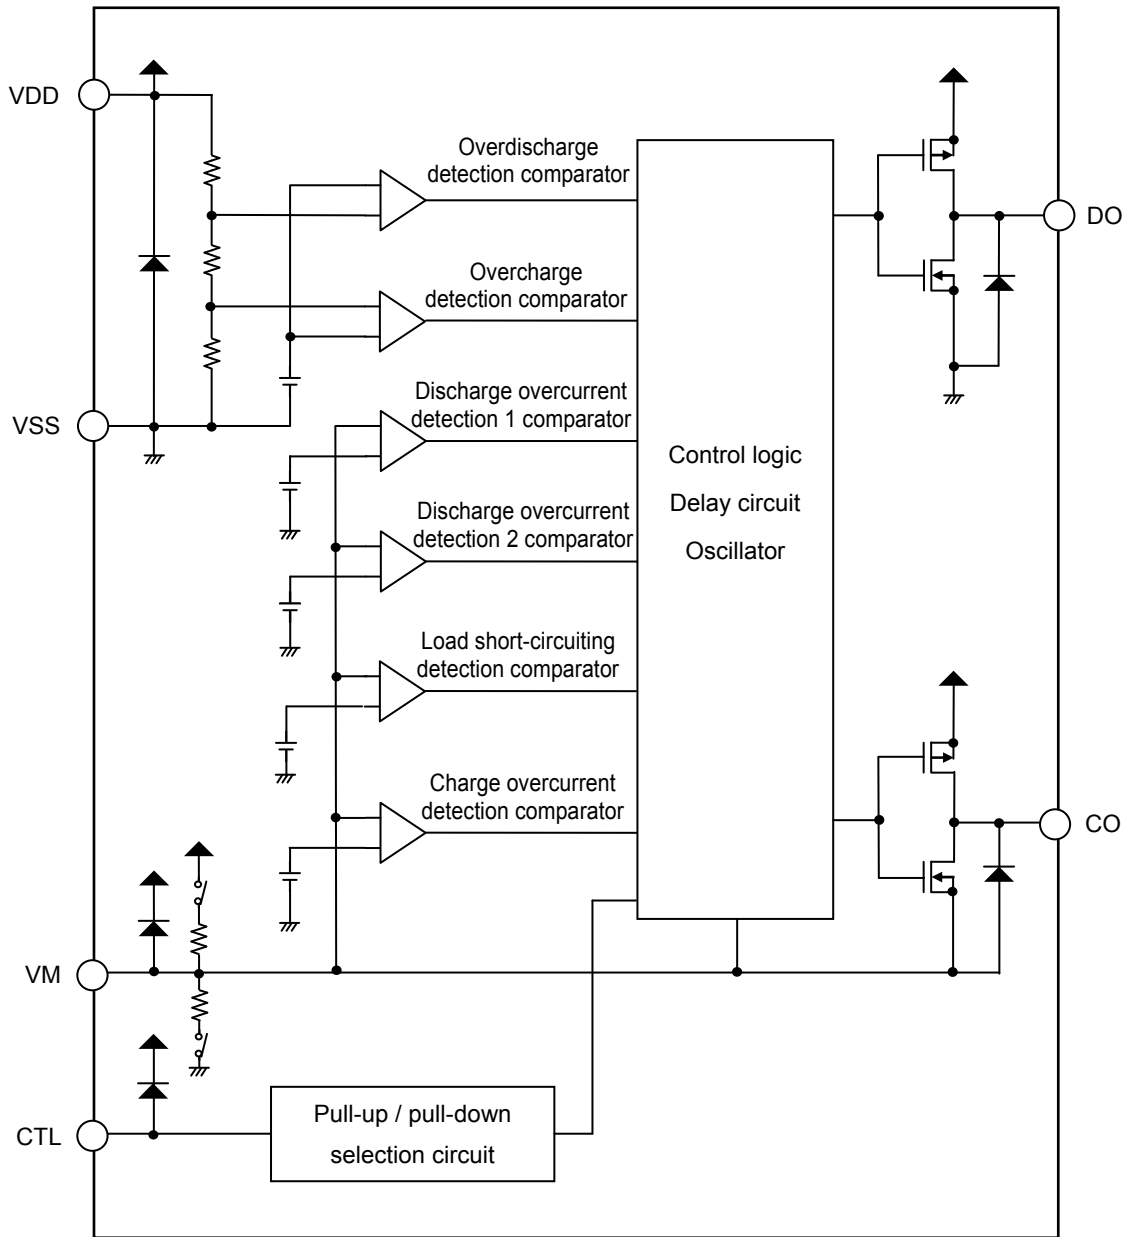 VDD
Overdischarge
detection comparator
DO
Overcharge
detection comparator
Discharge overcurrent
detection 1 comparator
VSS
Control logic
Delay circuit
Oscillator
Discharge overcurrent
detection 2 comparator
Load short-circuiting
detection comparator
Charge overcurrent
detection comparator
CO
VM
CTL
Pull-up / pull-down
selection circuit